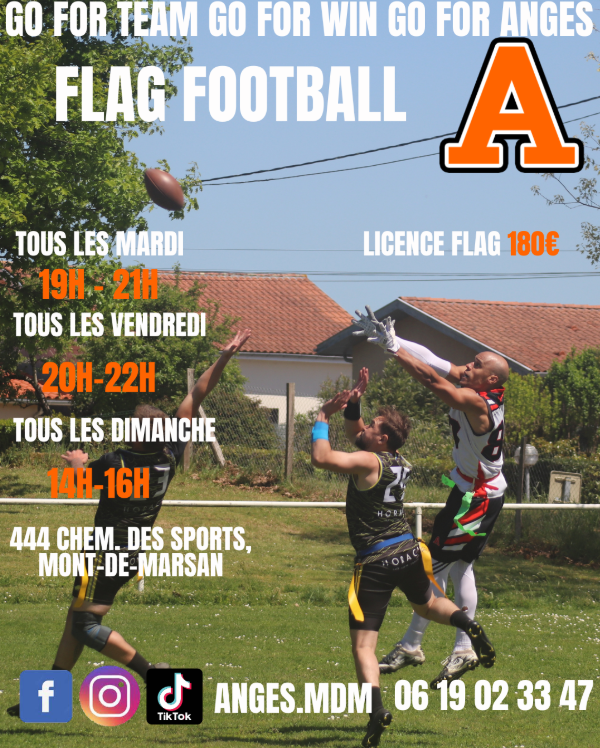 GO FOR TEAM GO FOR WIN GO FOR ANGES
FLAG FOOTBALL
A
TOUS LES MARDI
19H - 21H
LICENCE FLAG 180€
TOUS LES VENDREDI
20H-22H
TOUS LES DIMANCHE
14H-16H
444 CHEM. DES SPORTS,
MONT-DE-MARSAN
f
TikTok
ANGES.MDM
06 19 02 33 47